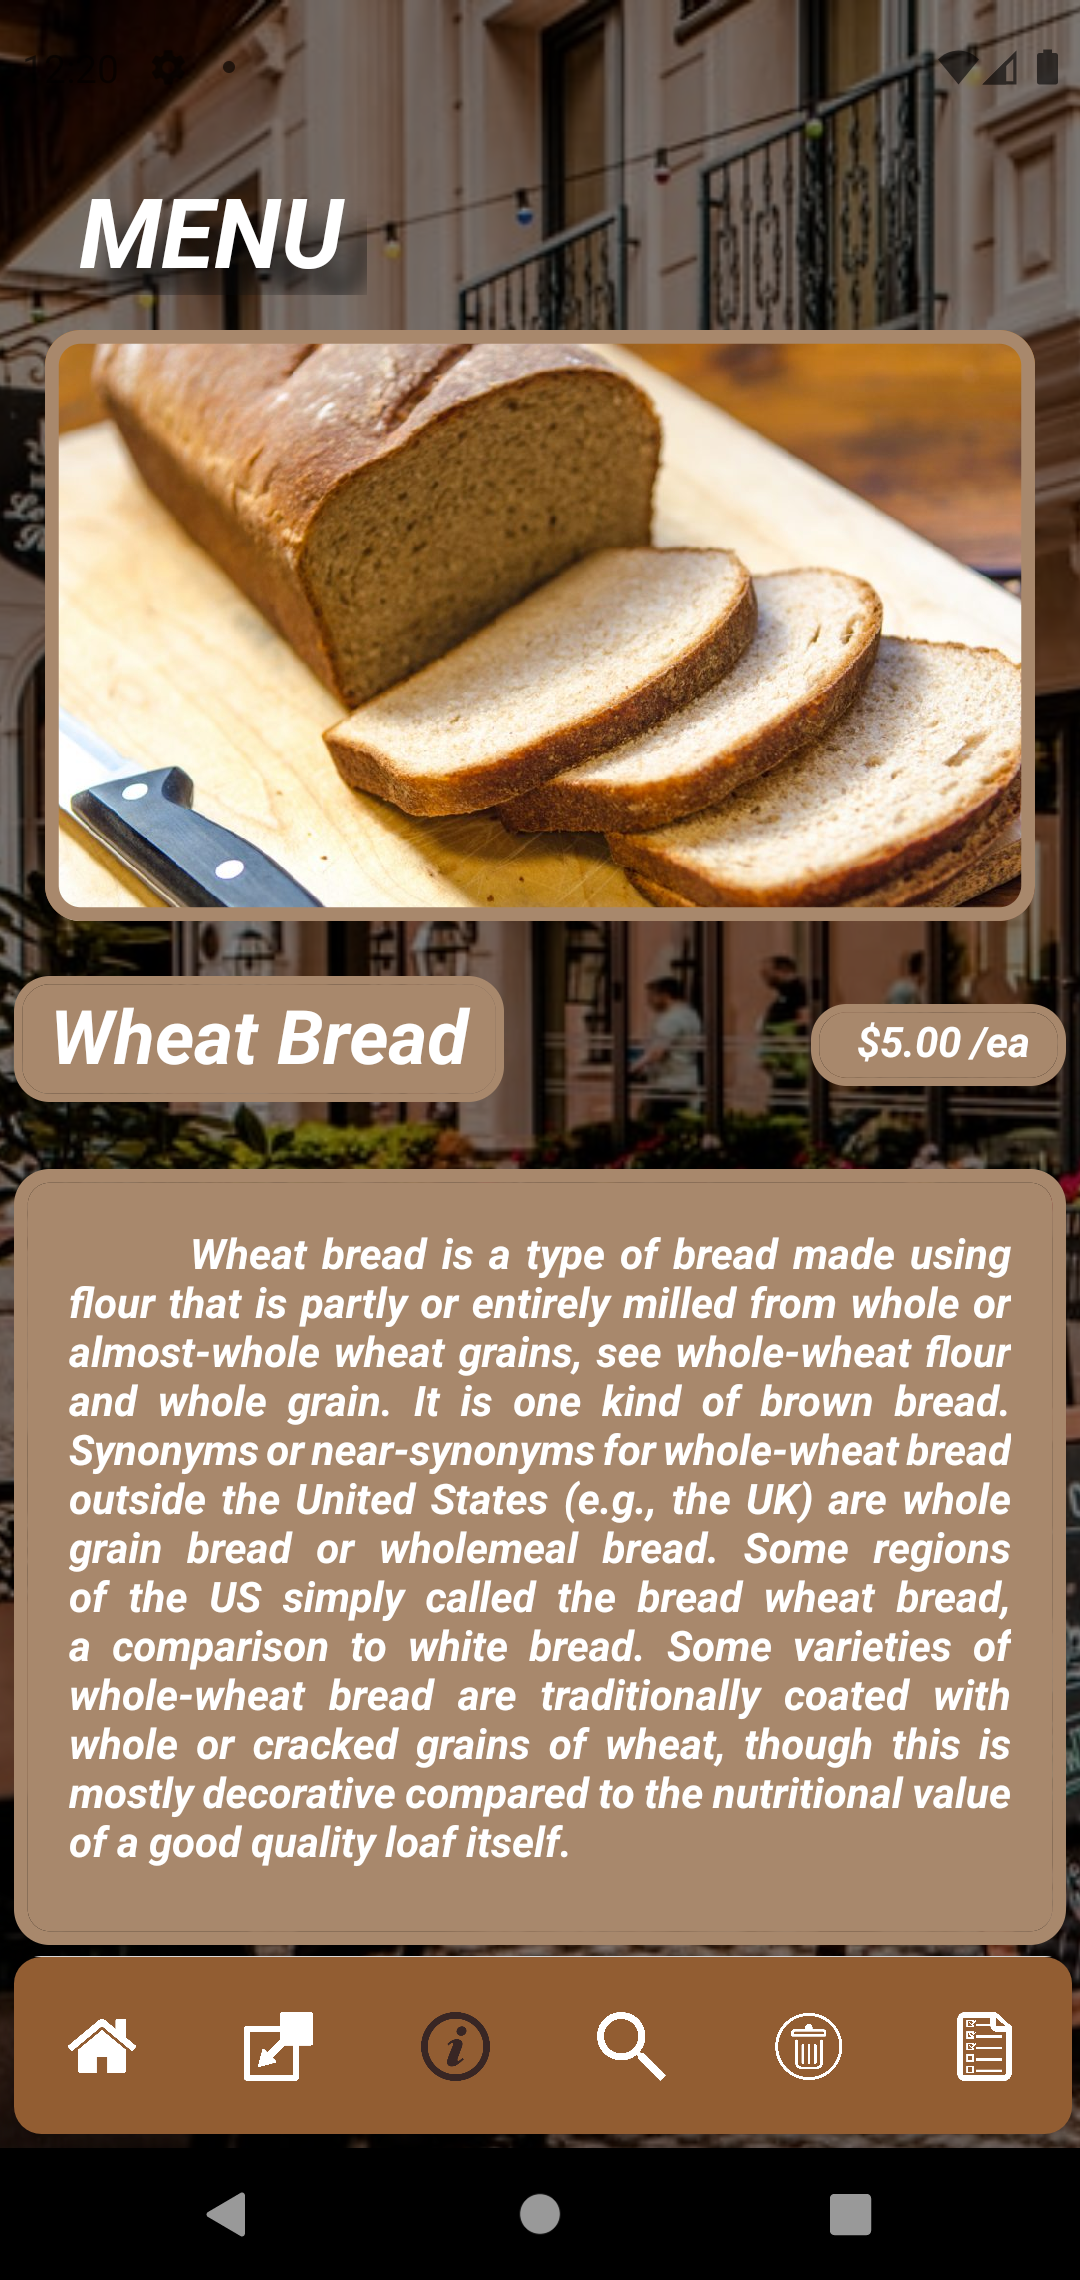 12:20
MENU
Wheat Bread
$5.00 /ea
Wheat bread is a type of bread made using
flour that is partly or entirely milled from whole or
almost-whole wheat grains, see whole-wheat flour
and whole grain. It is one kind of brown bread.
Synonyms or near-synonyms for whole-wheat bread
outside the United States (e.g., the UK) are whole
grain bread or wholemeal bread. Some regions
of the US simply called the bread wheat bread,
a comparison to white bread. Some varieties of
whole-wheat bread are traditionally coated with
whole or cracked grains of wheat, though this is
mostly decorative compared to the nutritional value
of a good quality loaf itself.